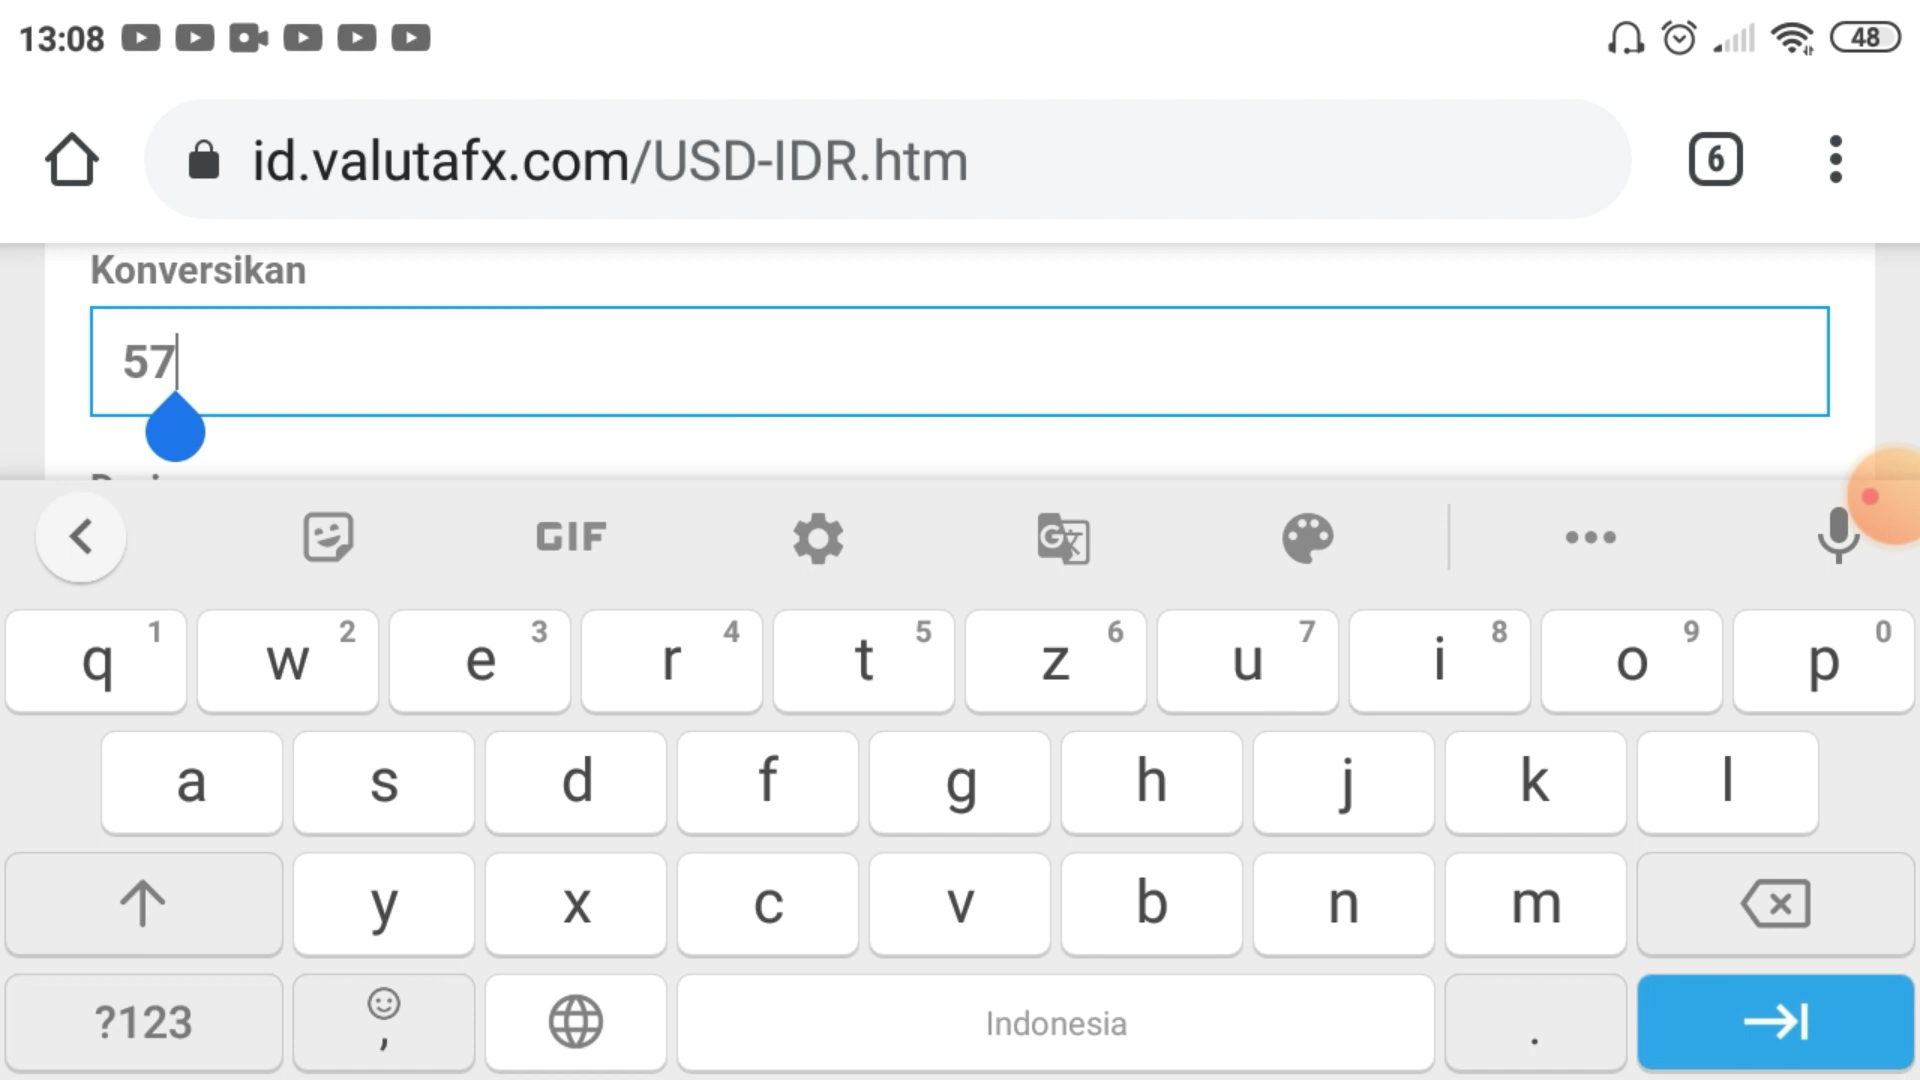 13:08
48
id.valutafx.com/USD-IDR.htm
6
Konversikan
57
GIF
q 1 w 2 e 3 r 4 t 5 z 6 u 7 i 8 o 9 p 0
a s d f g h j k l
y x c v b n m
?123 , Indonesia .